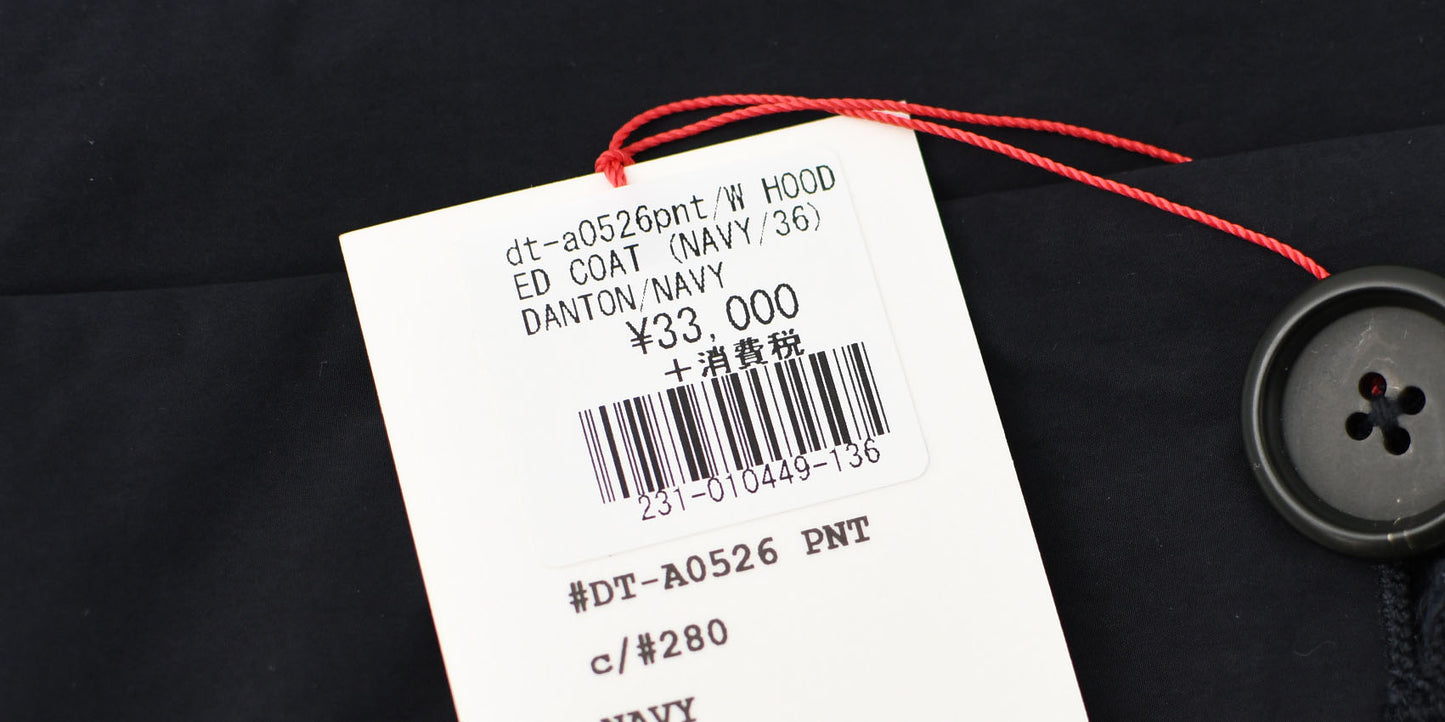 dt-a0526pnt/W HOOD
ED COAT (NAVY/36)
DANTON/NAVY
¥33,000
+消費税
231-010449-136
#DT-A0526 PNT
c/#280
NAVY